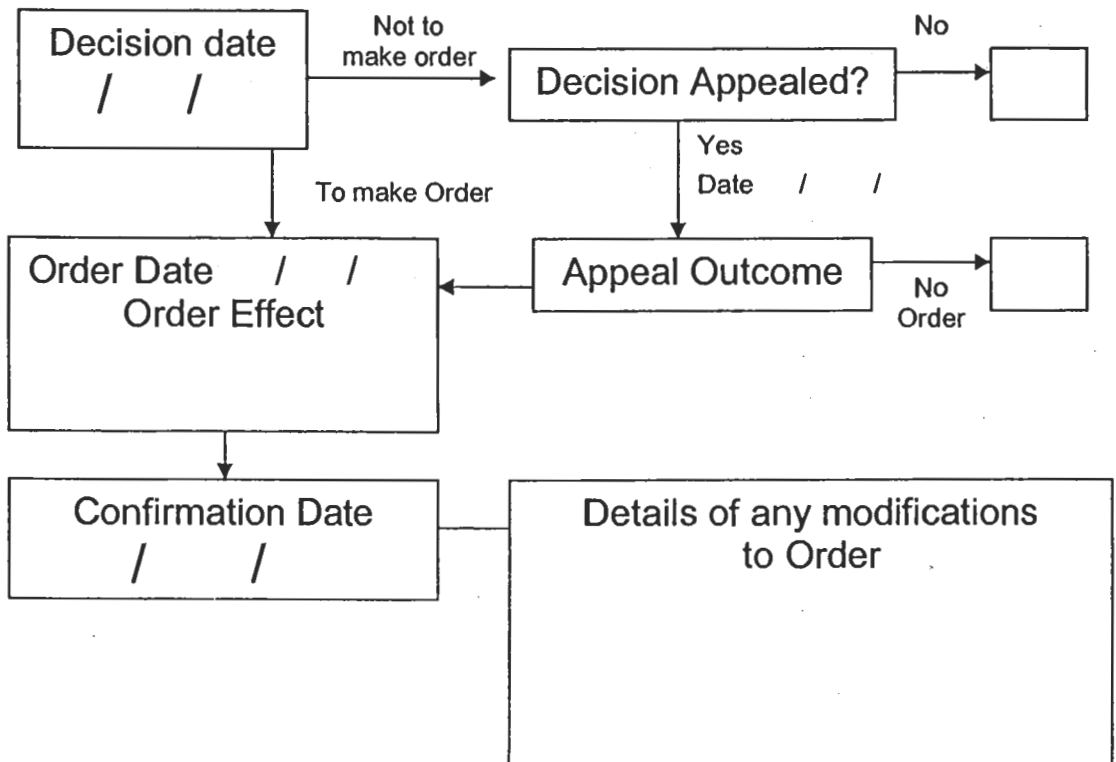 Decision date
/ /
Not to
make order
Decision Appealed?
No
Yes
Date / /
To make Order
Order Date / /
Order Effect
Appeal Outcome
No
Order
Confirmation Date
/ /
Details of any modifications
to Order